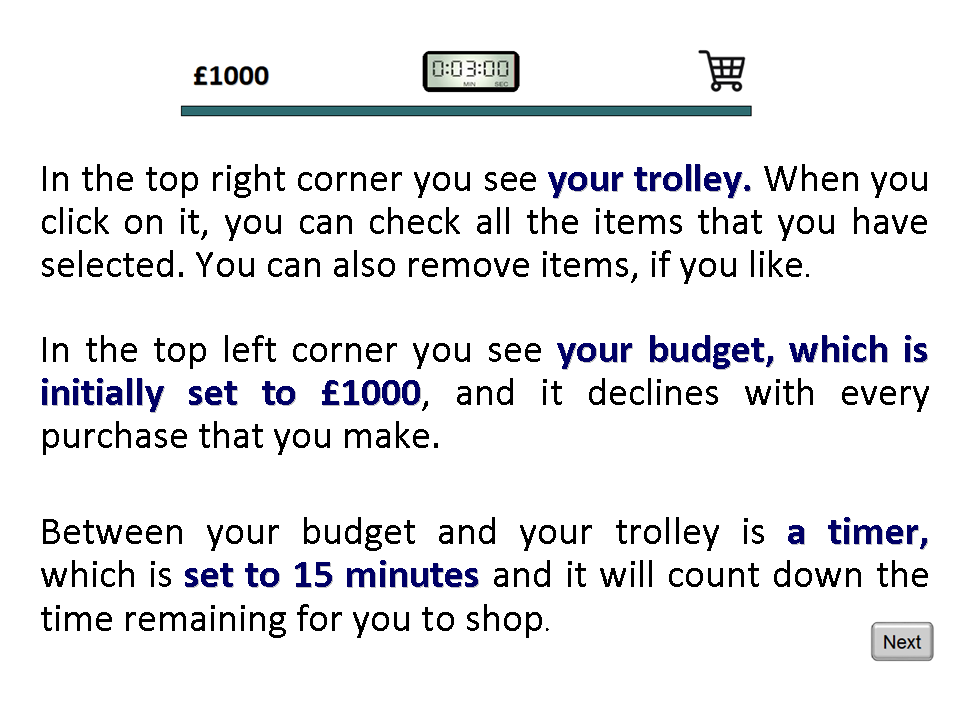 £1000 0:03:00
MIN SEC
In the top right corner you see your trolley. When you
click on it, you can check all the items that you have
selected. You can also remove items, if you like.
In the top left corner you see your budget, which is
initially set to £1000, and it declines with every
purchase that you make.
Between your budget and your trolley is a timer,
which is set to 15 minutes and it will count down the
time remaining for you to shop.
Next